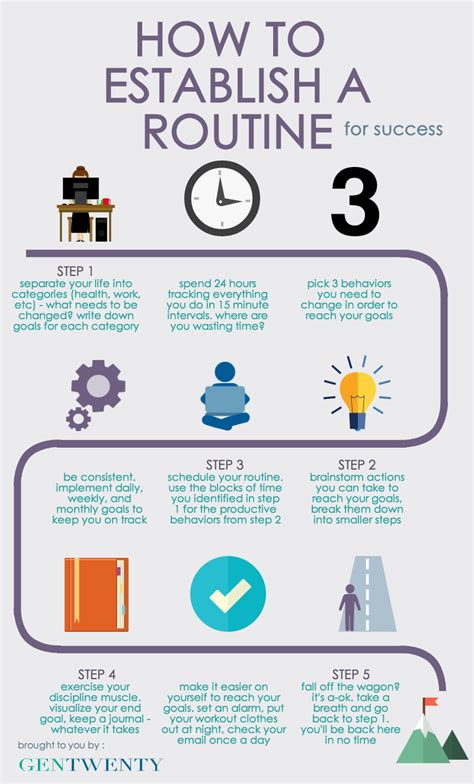 HOW TO
ESTABLISH A
ROUTINE for success
3
STEP 1
separate your life into
categories (health, work,
etc) - what needs to be
changed? write down
goals for each category
spend 24 hours
tracking everything
you do in 15 minute
intervals. where are
you wasting time?
pick 3 behaviors
you need to
change in order to
reach your goals
be consistent.
implement daily,
weekly, and
monthly goals to
keep you on track
STEP 3
schedule your routine.
use the blocks of time
you identified in step
1 for the productive
behaviors from step 2
STEP 2
brainstorm actions
you can take to
reach your goals,
break them down
into smaller steps
STEP 4
exercise your
discipline muscle.
visualize your end
goal, keep a journal -
whatever it takes
make it easier on
yourself to reach your
goals. set an alarm, put
your workout clothes
out at night, check your
email once a day
STEP 5
fall off the wagon?
it's a-ok. take a
breath and go
back to step 1.
you'll be back here
in no time
brought to you by :
GENTWENTY